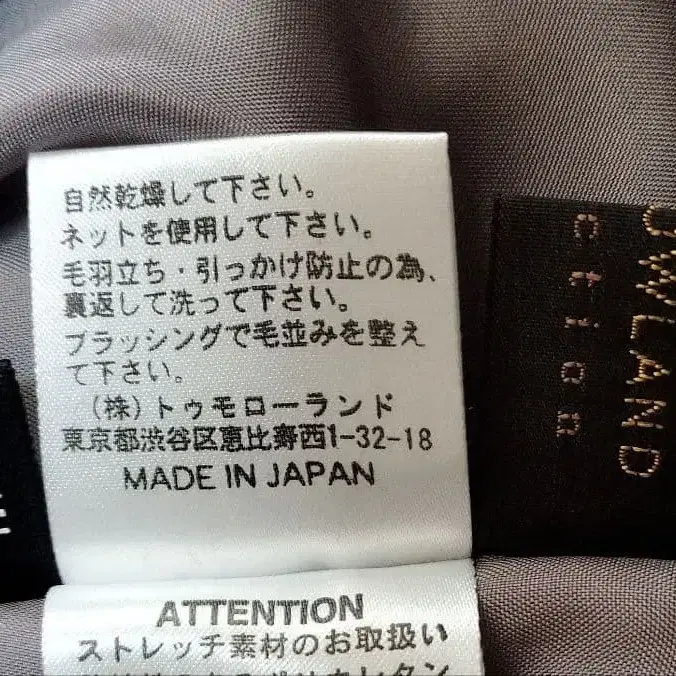 自然乾燥して下さい。
ネットを使用して下さい。
毛羽立ち・引っかけ防止の為、
裏返して洗って下さい。
ブラッシングで毛並みを整え
て下さい。
(株)トゥモローランド
東京都渋谷区恵比寿西1-32-18
MADE IN JAPAN
ATTENTION
ストレッチ素材のお取扱い
WLAND
ction